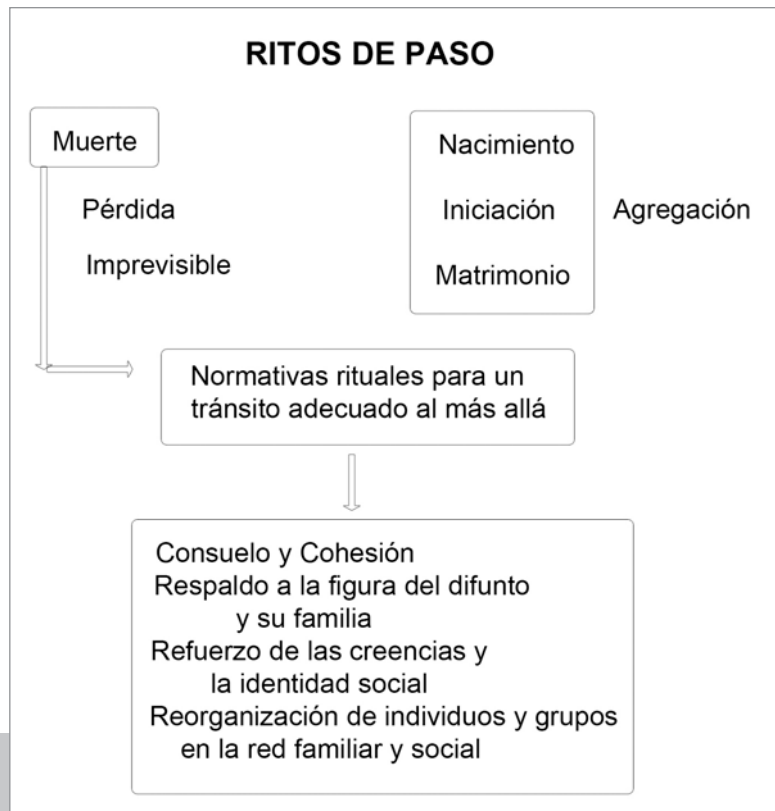 RITOS DE PASO
Muerte
Pérdida
Imprevisible
Nacimiento
Iniciación
Matrimonio
Agregación
Normativas rituales para un
tránsito adecuado al más allá
Consuelo y Cohesión
Respaldo a la figura del difunto
y su familia
Refuerzo de las creencias y
la identidad social
Reorganización de individuos y grupos
en la red familiar y social